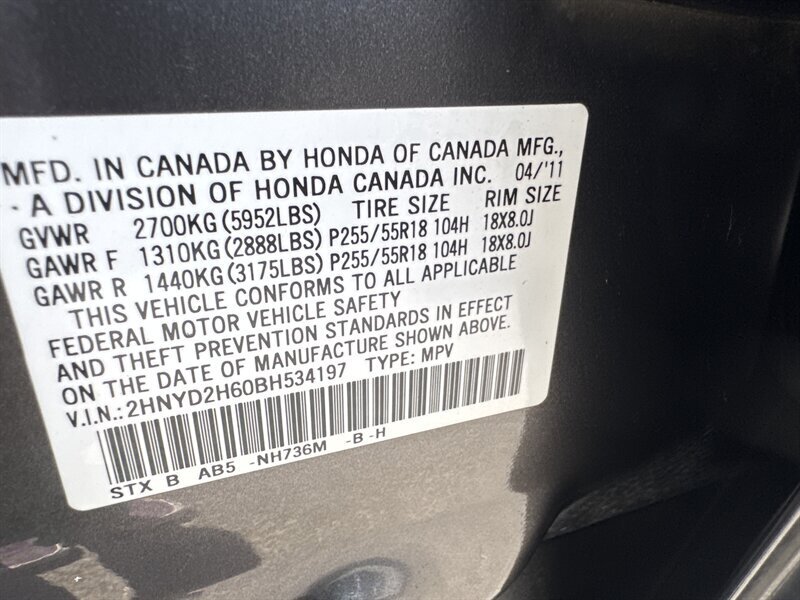 MFD. IN CANADA BY HONDA OF CANADA MFG.,
- A DIVISION OF HONDA CANADA INC. 04/'11
GVWR 2700KG (5952LBS) TIRE SIZE RIM SIZE
GAWR F 1310KG (2888LBS) P255/55R18 104H 18X8.0J
GAWR R 1440KG (3175LBS) P255/55R18 104H 18X8.0J
THIS VEHICLE CONFORMS TO ALL APPLICABLE
FEDERAL MOTOR VEHICLE SAFETY
AND THEFT PREVENTION STANDARDS IN EFFECT
ON THE DATE OF MANUFACTURE SHOWN ABOVE.
V.I.N.: 2HNYD2H60BH534197 TYPE: MPV
STX B AB5 -NH736M -B -H